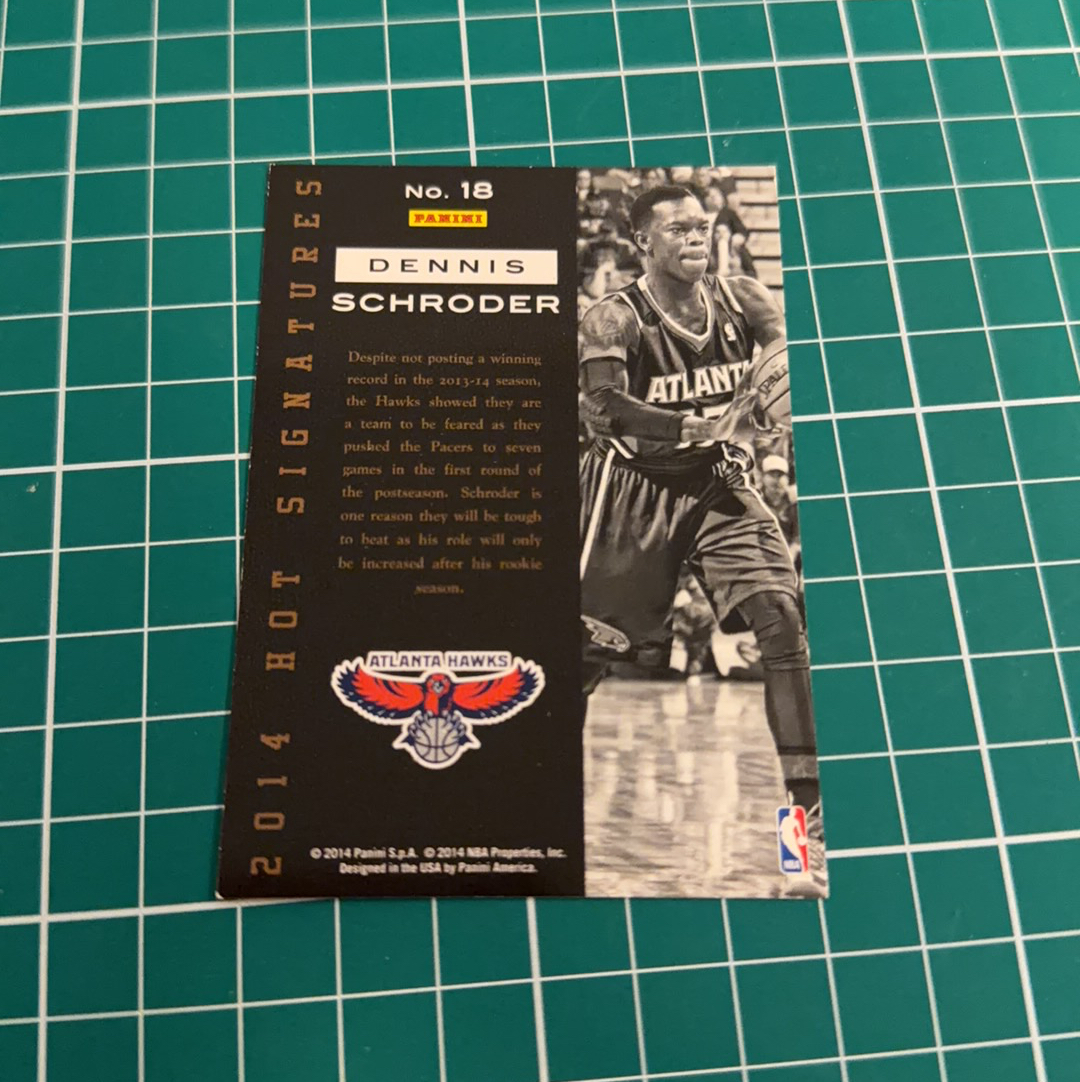 2014 HOT SIGNATURES
No. 18
PANINI
DENNIS
SCHRODER
Despite not posting a winning
record in the 2013-14 season,
the Hawks showed they are
a team to be feared as they
pushed the Pacers to seven
games in the first round of
the postseason. Schroder is
one reason they will be tough
to beat as his role will only
be increased after his rookie
season.
ATLANTA
ATLANTA HAWKS
NBA
© 2014 Panini S.p.A. © 2014 NBA Properties, Inc.
Designed in the USA by Panini America.